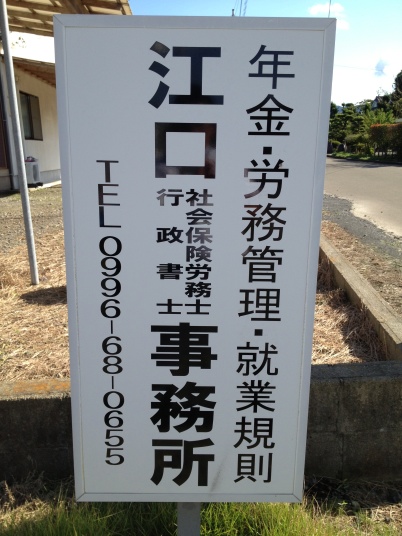 年金・労務管理・就業規則
江口
社会保険労務士
行政書士
事務所
TEL 0996-68-0655